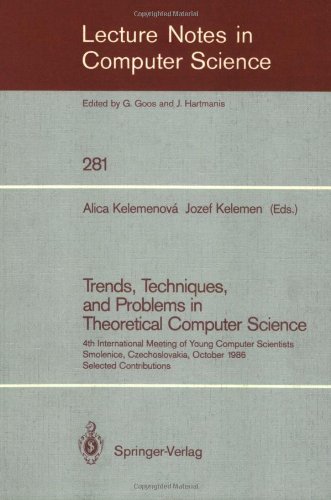 Lecture Notes in
Computer Science
Edited by G. Goos and J. Hartmanis
281
Alica Kelemenová Jozef Kelemen (Eds.)
Trends, Techniques,
and Problems in
Theoretical Computer Science
4th International Meeting of Young Computer Scientists
Smolenice, Czechoslovakia, October 1986
Selected Contributions
Springer-Verlag